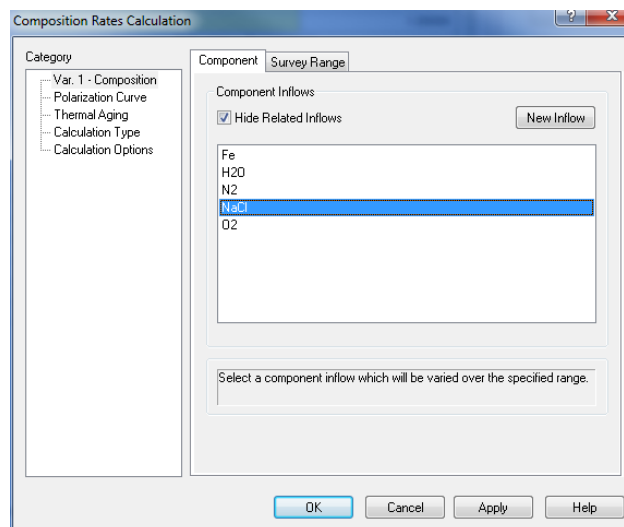 Composition Rates Calculation
?
X
Category
Var. 1 - Composition
Polarization Curve
Thermal Aging
Calculation Type
Calculation Options
Component
Survey Range
Component Inflows
Hide Related Inflows
New Inflow
Fe
H2O
N2
NaCl
O2
Select a component inflow which will be varied over the specified range.
OK
Cancel
Apply
Help